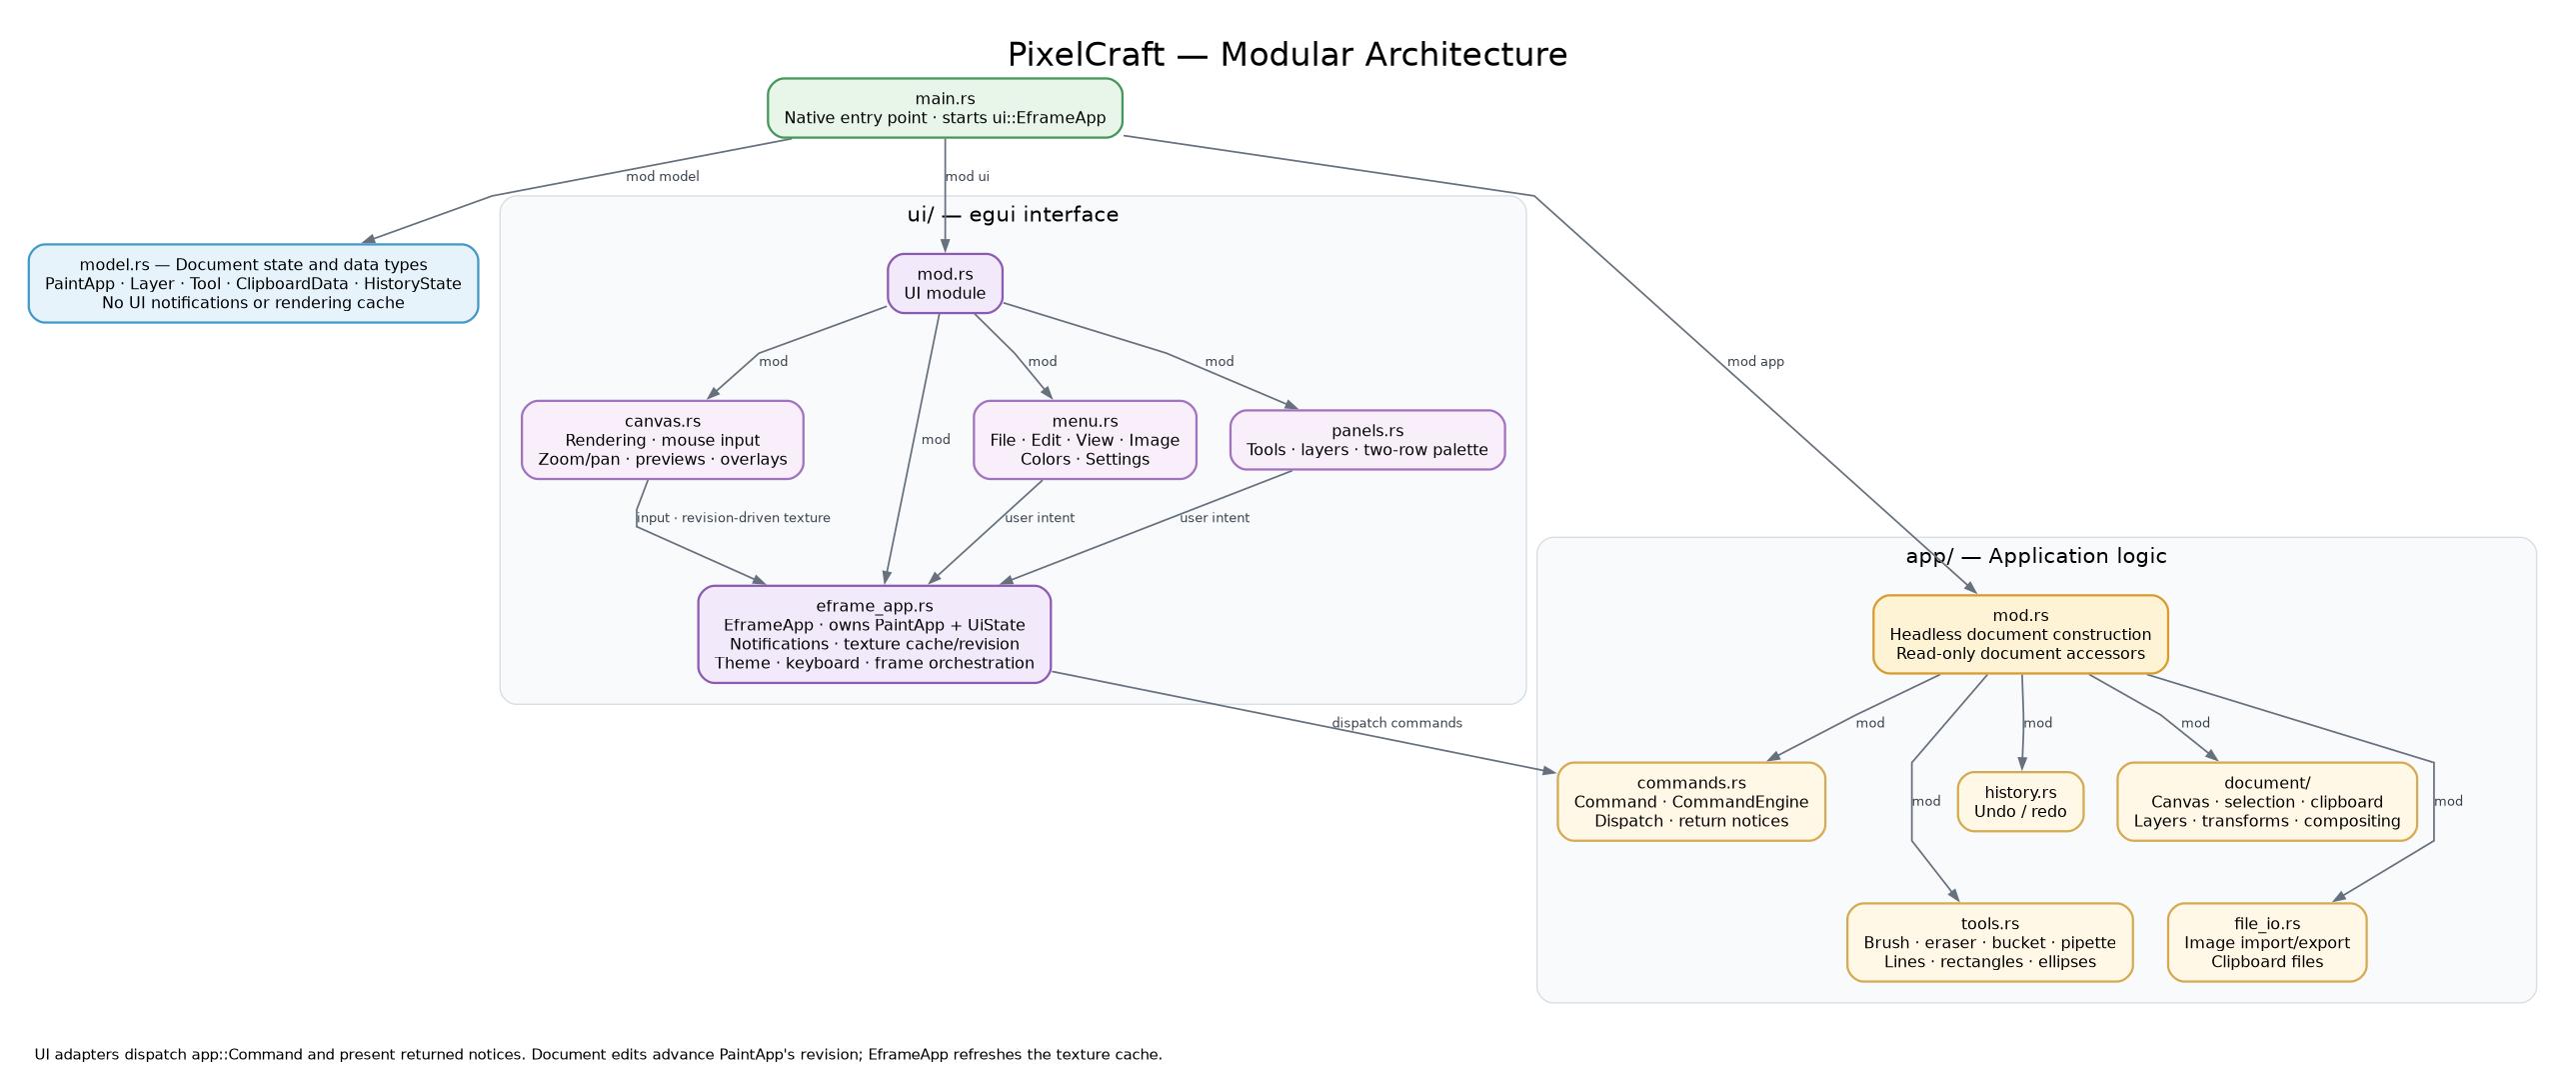 PixelCraft — Modular Architecture
main.rs
Native entry point · starts ui::EframeApp
mod model
mod ui
ui/ — egui interface
model.rs — Document state and data types
PaintApp · Layer · Tool · ClipboardData · HistoryState
No UI notifications or rendering cache
mod.rs
UI module
mod
mod
mod
mod app
canvas.rs
Rendering · mouse input
Zoom/pan · previews · overlays
mod
menu.rs
File · Edit · View · Image
Colors · Settings
panels.rs
Tools · layers · two-row palette
input · revision-driven texture
user intent
user intent
eframe_app.rs
EframeApp · owns PaintApp + UiState
Notifications · texture cache/revision
Theme · keyboard · frame orchestration
app/ — Application logic
mod.rs
Headless document construction
Read-only document accessors
dispatch commands
mod
mod
mod
commands.rs
Command · CommandEngine
Dispatch · return notices
mod
history.rs
Undo / redo
document/
Canvas · selection · clipboard
Layers · transforms · compositing
mod
tools.rs
Brush · eraser · bucket · pipette
Lines · rectangles · ellipses
file_io.rs
Image import/export
Clipboard files
UI adapters dispatch app::Command and present returned notices. Document edits advance PaintApp's revision; EframeApp refreshes the texture cache.